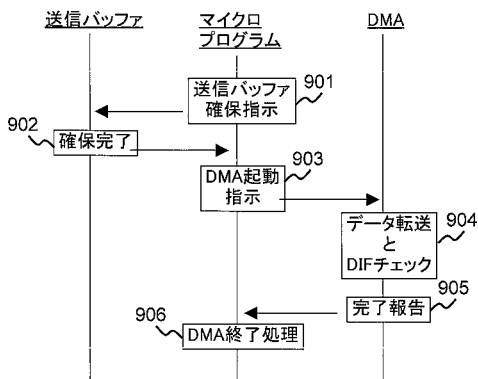 送信バッファ
マイクロ
プログラム
DMA
送信バッファ
確保指示
901
902
確保完了
DMA起動
指示
903
データ転送
と
DIFチェック
904
完了報告
905
906
DMA終了処理